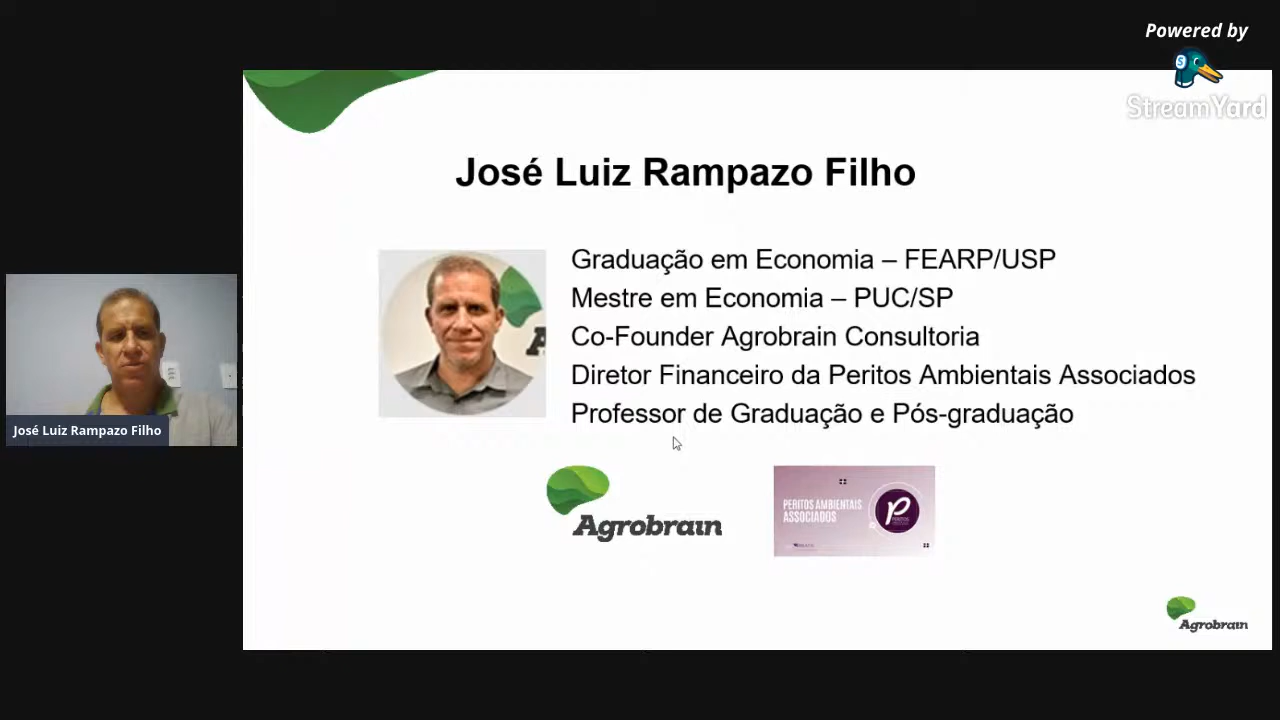 Powered by
StreamYard
José Luiz Rampazo Filho
Graduação em Economia – FEARP/USP
Mestre em Economia – PUC/SP
Co-Founder Agrobrain Consultoria
Diretor Financeiro da Peritos Ambientais Associados
Professor de Graduação e Pós-graduação
José Luiz Rampazo Filho
Agrobrain
PERITOS AMBIENTAIS
ASSOCIADOS
Agrobrain